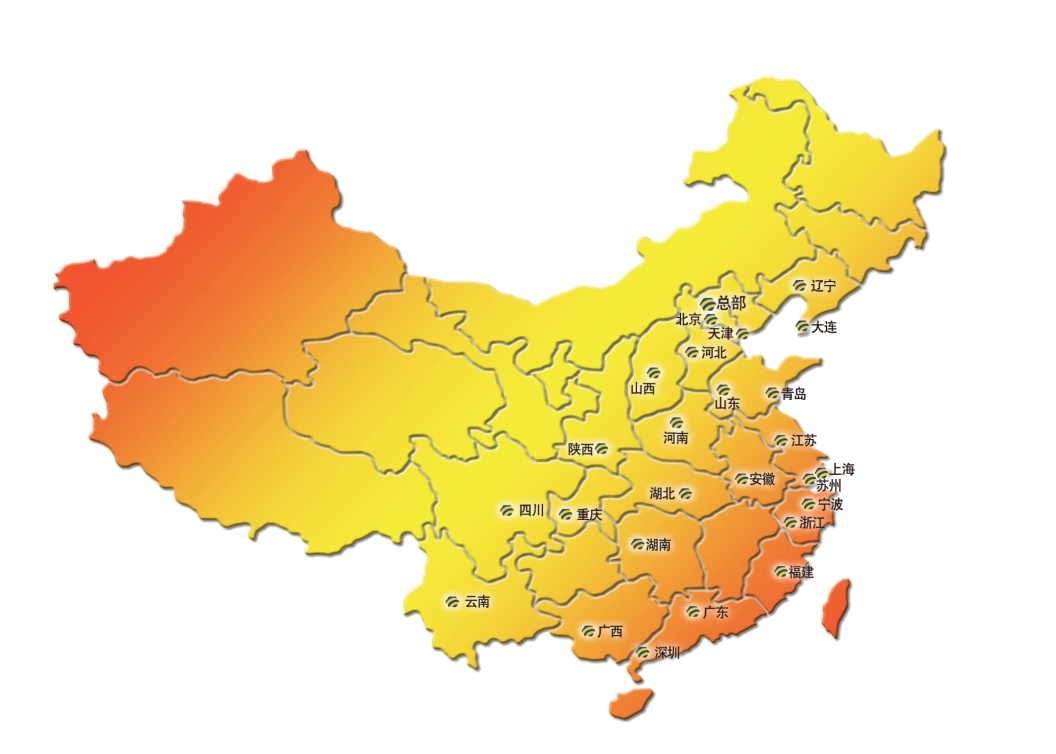 辽宁
总部
北京
大连
天津
河北
山西
青岛
山东
河南
江苏
陕西
上海
安徽
苏州
湖北
宁波
四川
重庆
浙江
湖南
福建
云南
广东
广西
深圳